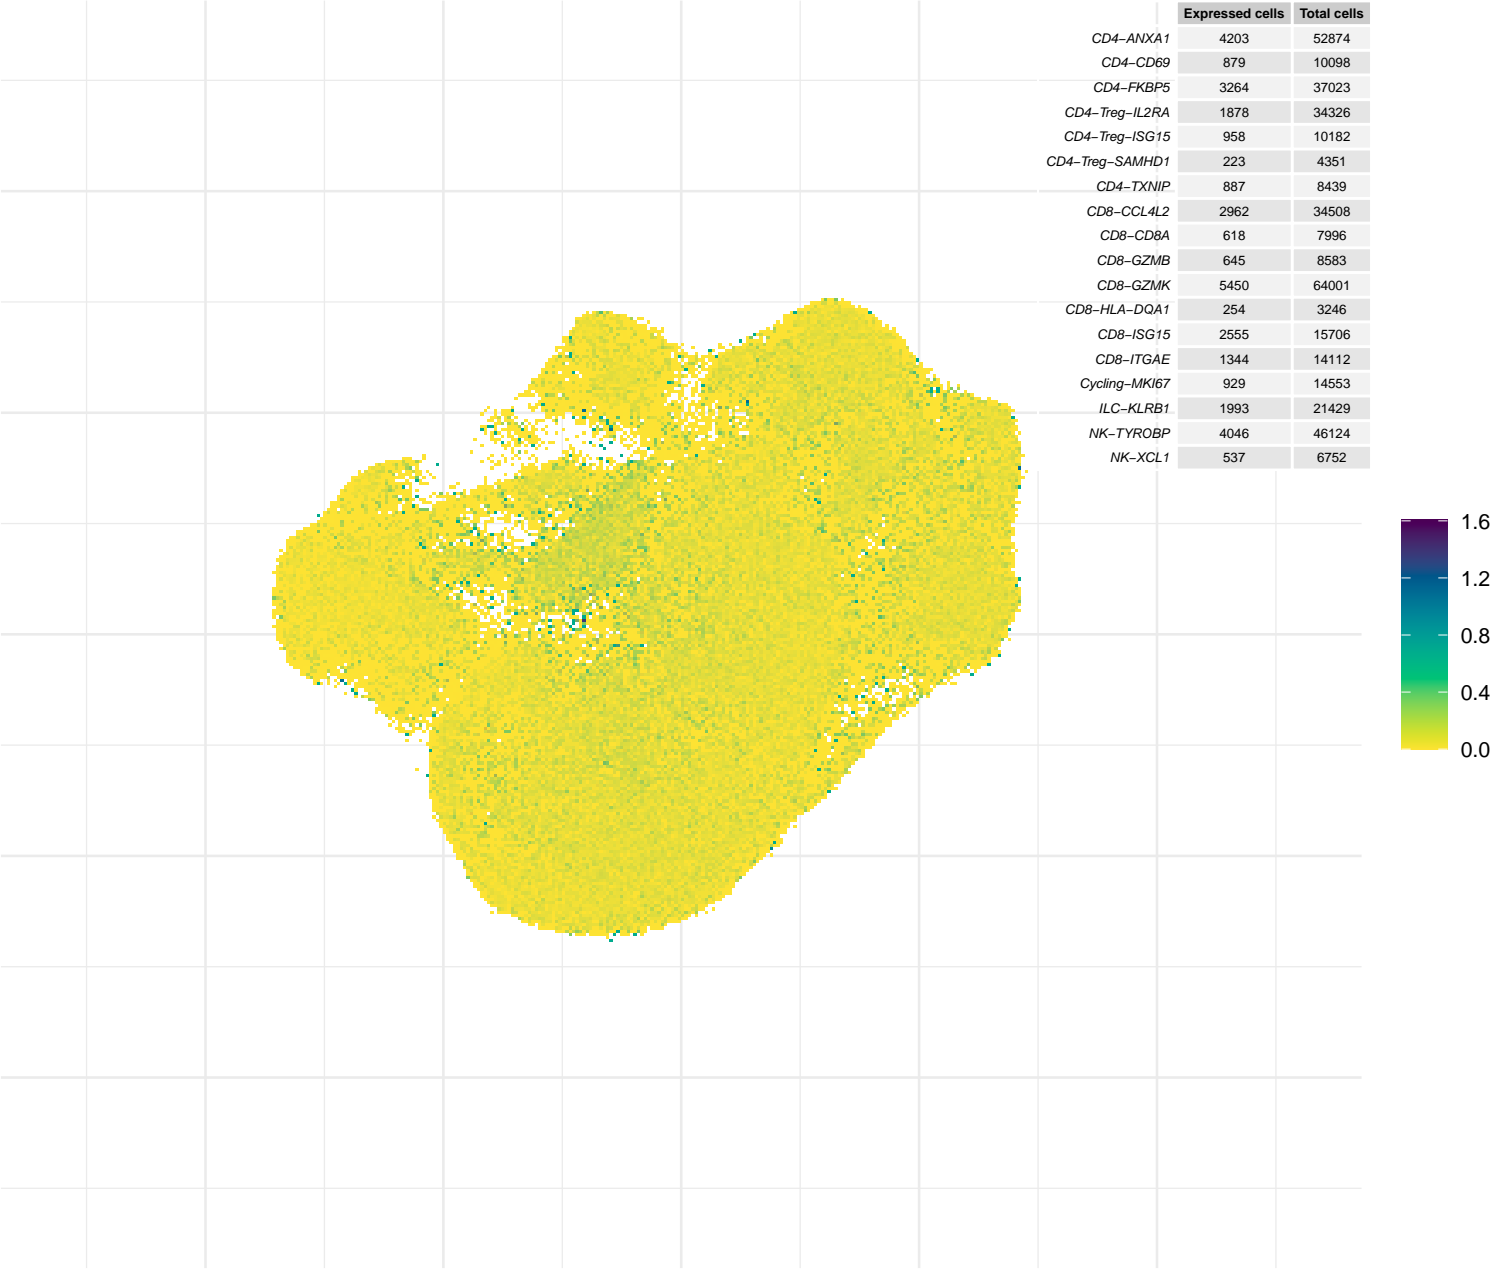 Expressed cells Total cells
CD4−ANXA1 4203 52874
CD4−CD69 879 10098
CD4−FKBP5 3264 37023
CD4−Treg−IL2RA 1878 34326
CD4−Treg−ISG15 958 10182
CD4−Treg−SAMHD1 223 4351
CD4−TXNIP 887 8439
CD8−CCL4L2 2962 34508
CD8−CD8A 618 7996
CD8−GZMB 645 8583
CD8−GZMK 5450 64001
CD8−HLA−DQA1 254 3246
CD8−ISG15 2555 15706
CD8−ITGAE 1344 14112
Cycling−MKI67 929 14553
ILC−KLRB1 1993 21429
NK−TYROBP 4046 46124
NK−XCL1 537 6752
1.6
1.2
0.8
0.4
0.0